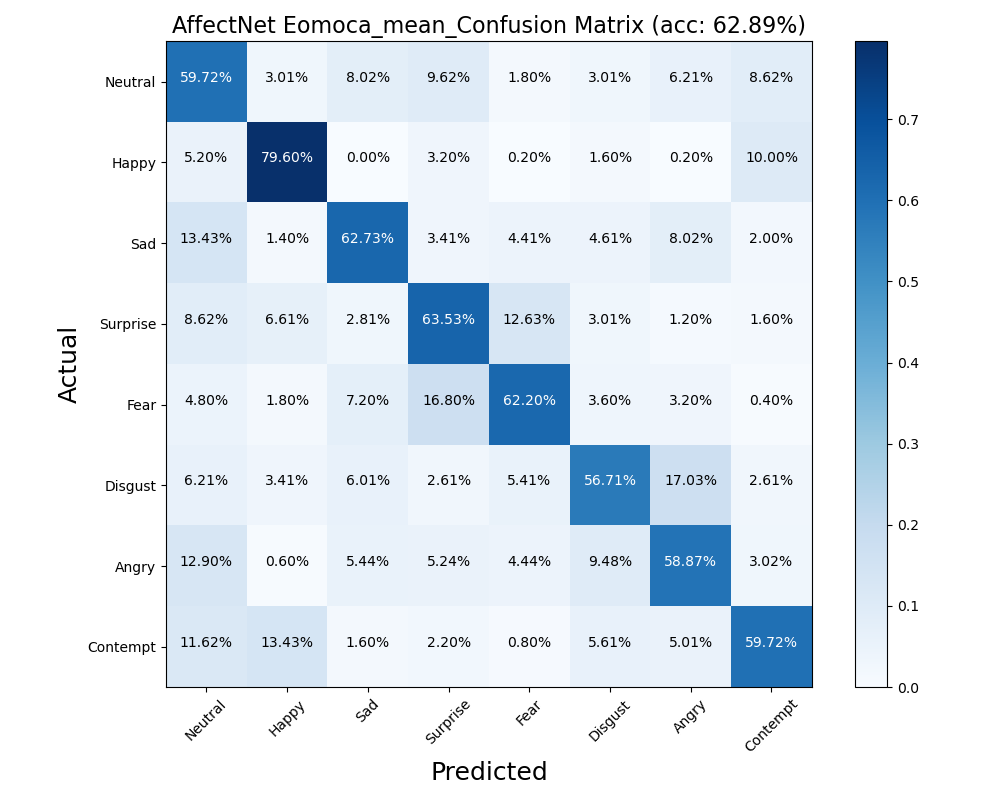 AffectNet Eomoca_mean_Confusion Matrix (acc: 62.89%)
Neutral 59.72% 3.01% 8.02% 9.62% 1.80% 3.01% 6.21% 8.62%
Happy 5.20% 79.60% 0.00% 3.20% 0.20% 1.60% 0.20% 10.00%
Sad 13.43% 1.40% 62.73% 3.41% 4.41% 4.61% 8.02% 2.00%
Surprise 8.62% 6.61% 2.81% 63.53% 12.63% 3.01% 1.20% 1.60%
Fear 4.80% 1.80% 7.20% 16.80% 62.20% 3.60% 3.20% 0.40%
Disgust 6.21% 3.41% 6.01% 2.61% 5.41% 56.71% 17.03% 2.61%
Angry 12.90% 0.60% 5.44% 5.24% 4.44% 9.48% 58.87% 3.02%
Contempt 11.62% 13.43% 1.60% 2.20% 0.80% 5.61% 5.01% 59.72%
Actual
Neutral Happy Sad Surprise Fear Disgust Angry Contempt
Predicted
0.7
0.6
0.5
0.4
0.3
0.2
0.1
0.0